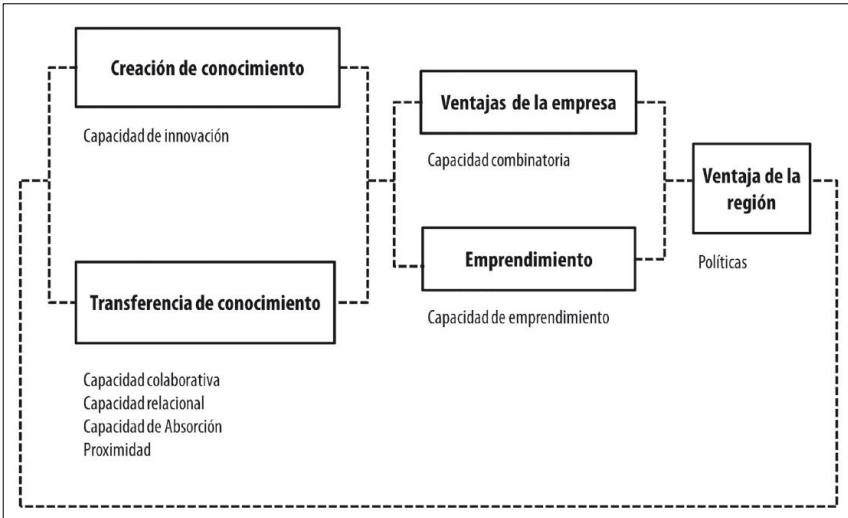 Creación de conocimiento
Capacidad de innovación
Transferencia de conocimiento
Capacidad colaborativa
Capacidad relacional
Capacidad de Absorción
Proximidad
Ventajas de la empresa
Capacidad combinatoria
Emprendimiento
Capacidad de emprendimiento
Ventaja de la
región
Políticas